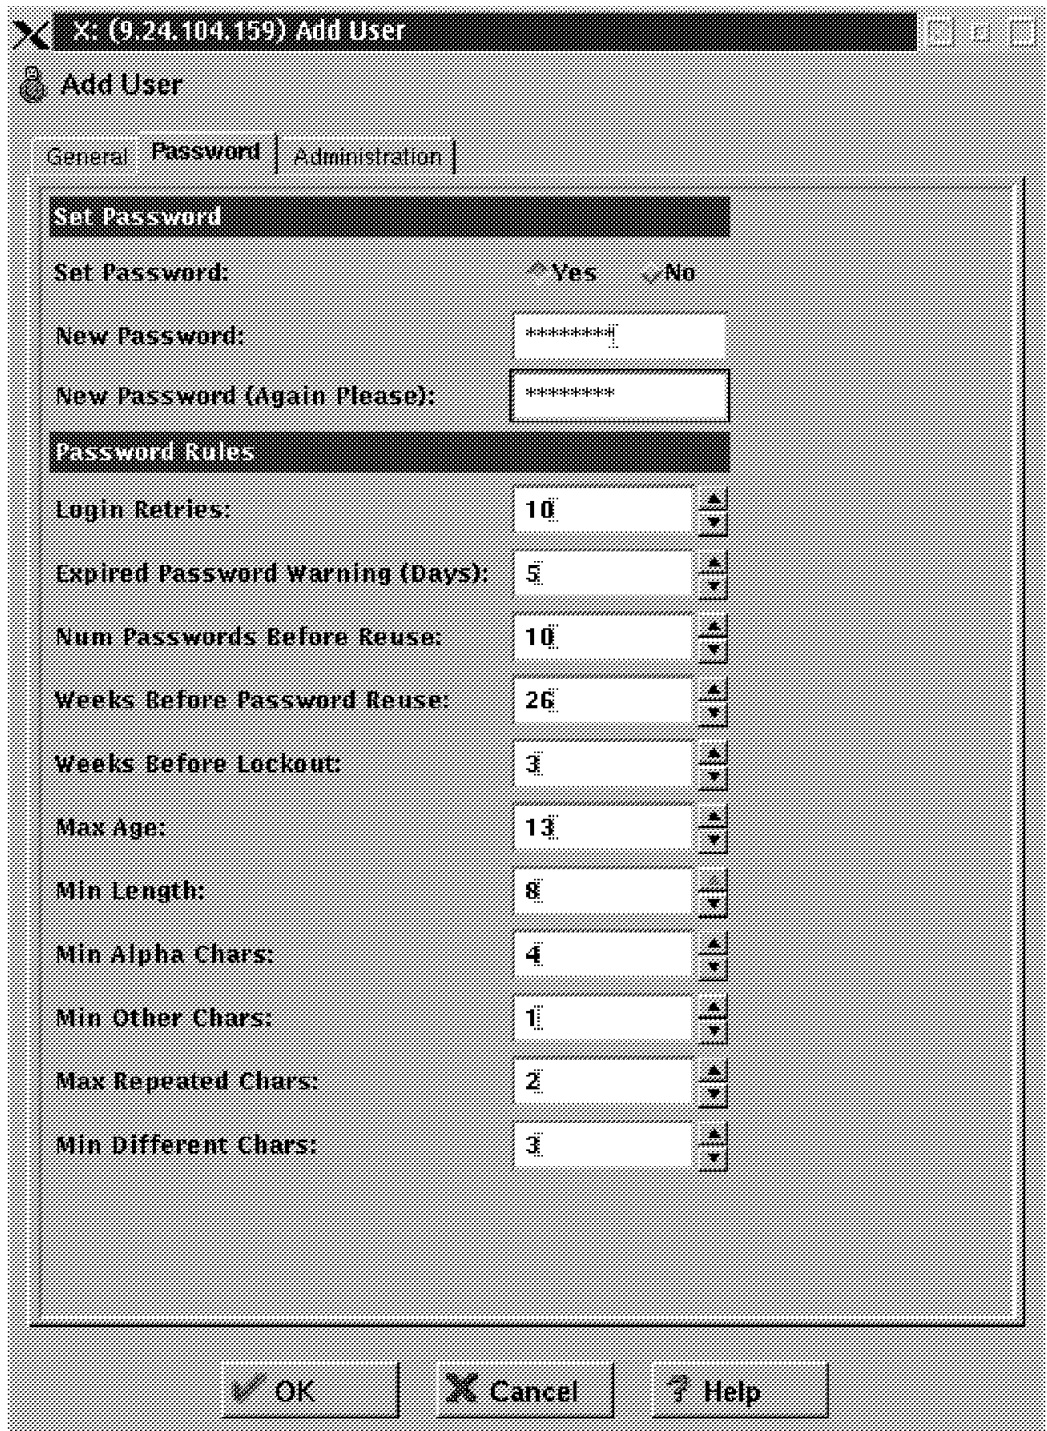 X: (9.24.104.159) Add User
Add User
General Password Administration
Set Password
Set Password: Yes No
New Password: ********
New Password (Again Please): ********
Password Rules
Login Retries: 10
Expired Password Warning (Days): 5
Num Passwords Before Reuse: 10
Weeks Before Password Reuse: 26
Weeks Before Lockout: 3
Max Age: 13
Min Length: 8
Min Alpha Chars: 4
Min Other Chars: 1
Max Repeated Chars: 2
Min Different Chars: 3
OK Cancel Help